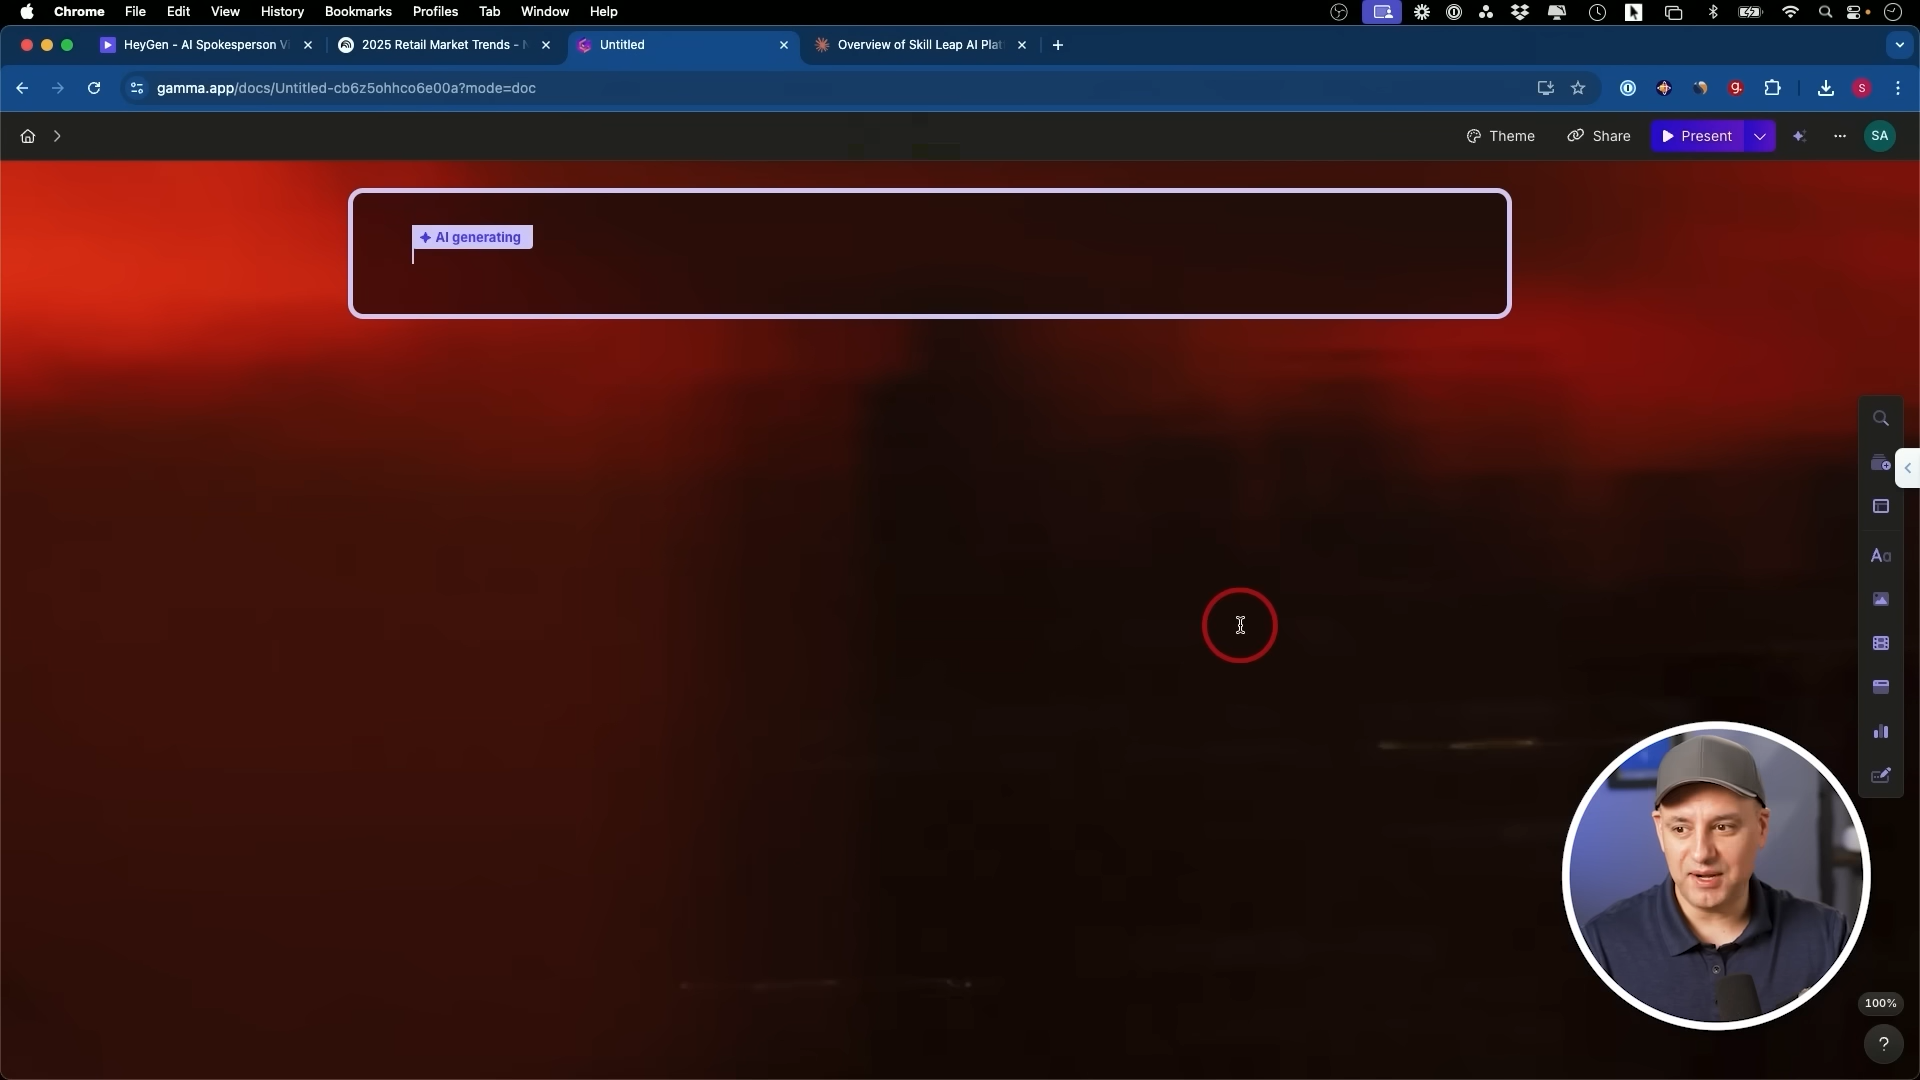 Chrome File Edit View History Bookmarks Profiles Tab Window Help
HeyGen - AI Spokesperson Vi
2025 Retail Market Trends - N
Untitled
Overview of Skill Leap AI Plat
gamma.app/docs/Untitled-cb6z5ohhco6e00a?mode=doc
g.
S
Theme
Share
Present
SA
AI generating
Aa
100%
?